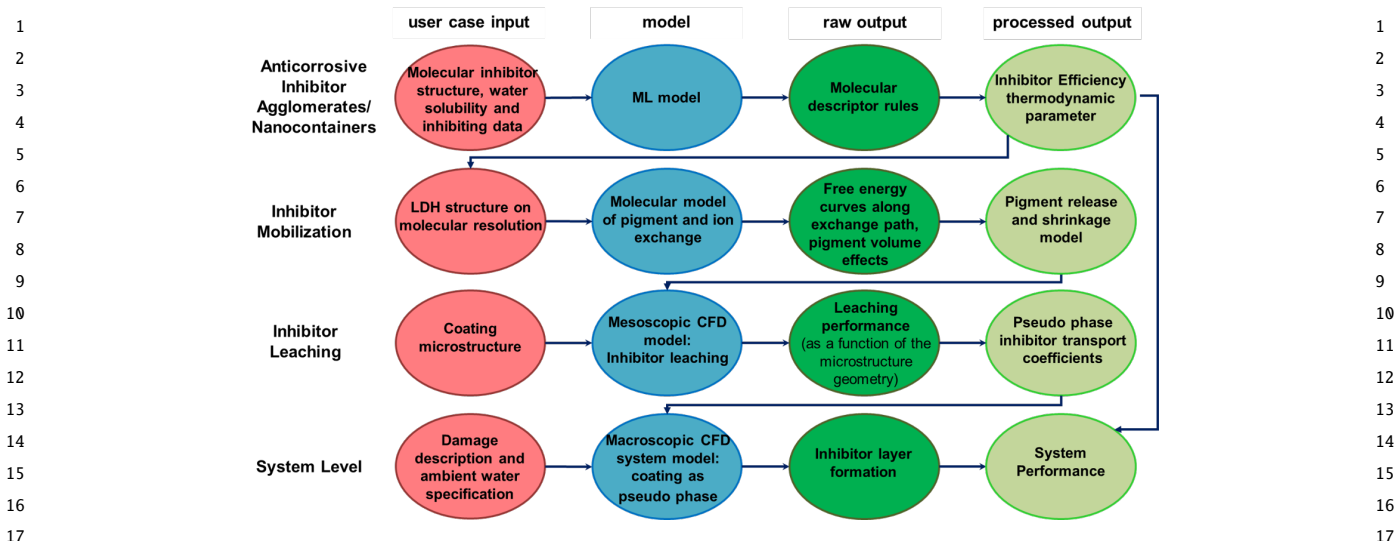 user case input
model
raw output
processed output
Anticorrosive
Inhibitor
Agglomerates/
Nanocontainers
Molecular inhibitor
structure, water
solubility and
inhibiting data
ML model
Molecular
descriptor rules
Inhibitor Efficiency
thermodynamic
parameter
Inhibitor
Mobilization
LDH structure on
molecular resolution
Molecular model
of pigment and ion
exchange
Free energy
curves along
exchange path,
pigment volume
effects
Pigment release
and shrinkage
model
Inhibitor
Leaching
Coating
microstructure
Mesoscopic CFD
model:
Inhibitor leaching
Leaching
performance
(as a function of the
microstructure
geometry)
Pseudo phase
inhibitor transport
coefficients
System Level
Damage
description and
ambient water
specification
Macroscopic CFD
system model:
coating as
pseudo phase
Inhibitor layer
formation
System
Performance
1
2
3
4
5
6
7
8
9
10
11
12
13
14
15
16
17
1
2
3
4
5
6
7
8
9
10
11
12
13
14
15
16
17